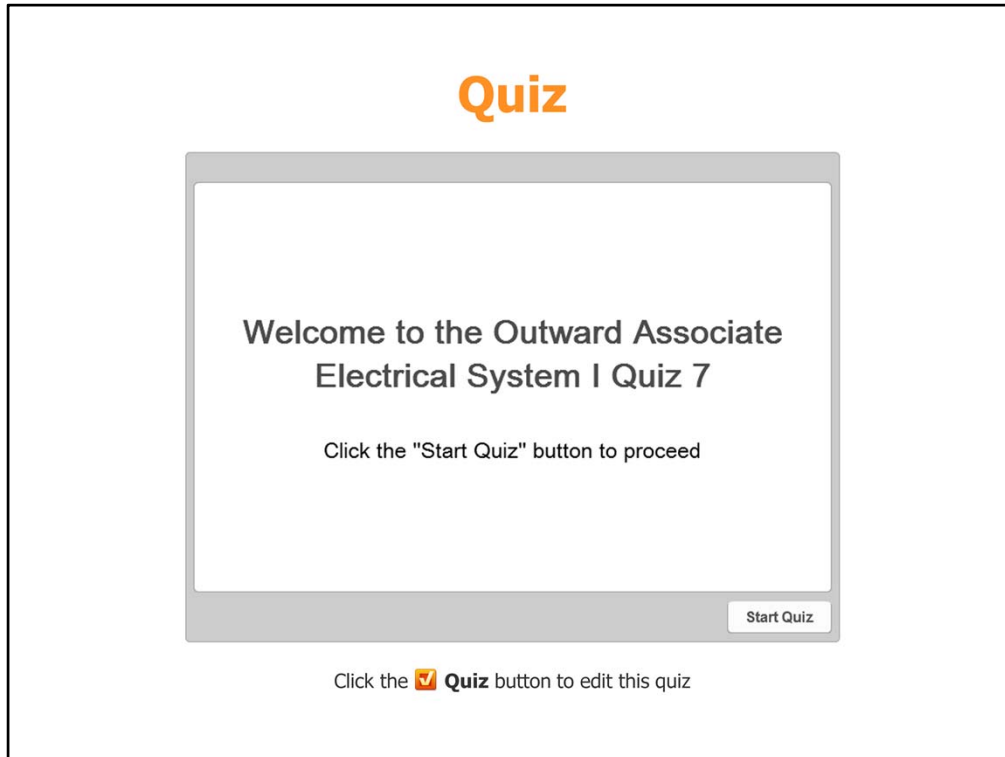 Quiz
Welcome to the Outward Associate
Electrical System I Quiz 7
Click the "Start Quiz" button to proceed
Start Quiz
Click the Quiz button to edit this quiz